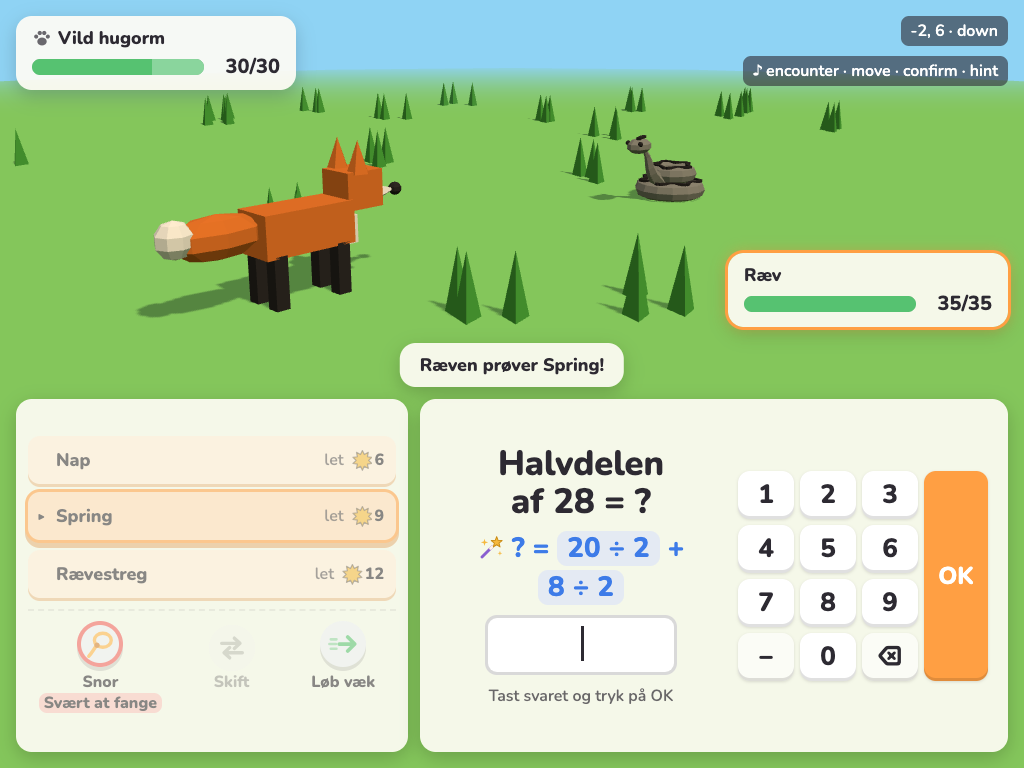 Vild hugorm
30/30
-2, 6 · down
♪ encounter · move · confirm · hint
Ræv
35/35
Ræven prøver Spring!
Nap let 6
▸ Spring let 9
Rævestreg let 12
Snor
Svært at fange
Skift
Løb væk
Halvdelen
af 28 = ?
? = 20 ÷ 2 +
8 ÷ 2
Tast svaret og tryk på OK
1 2 3
4 5 6
7 8 9
– 0
OK